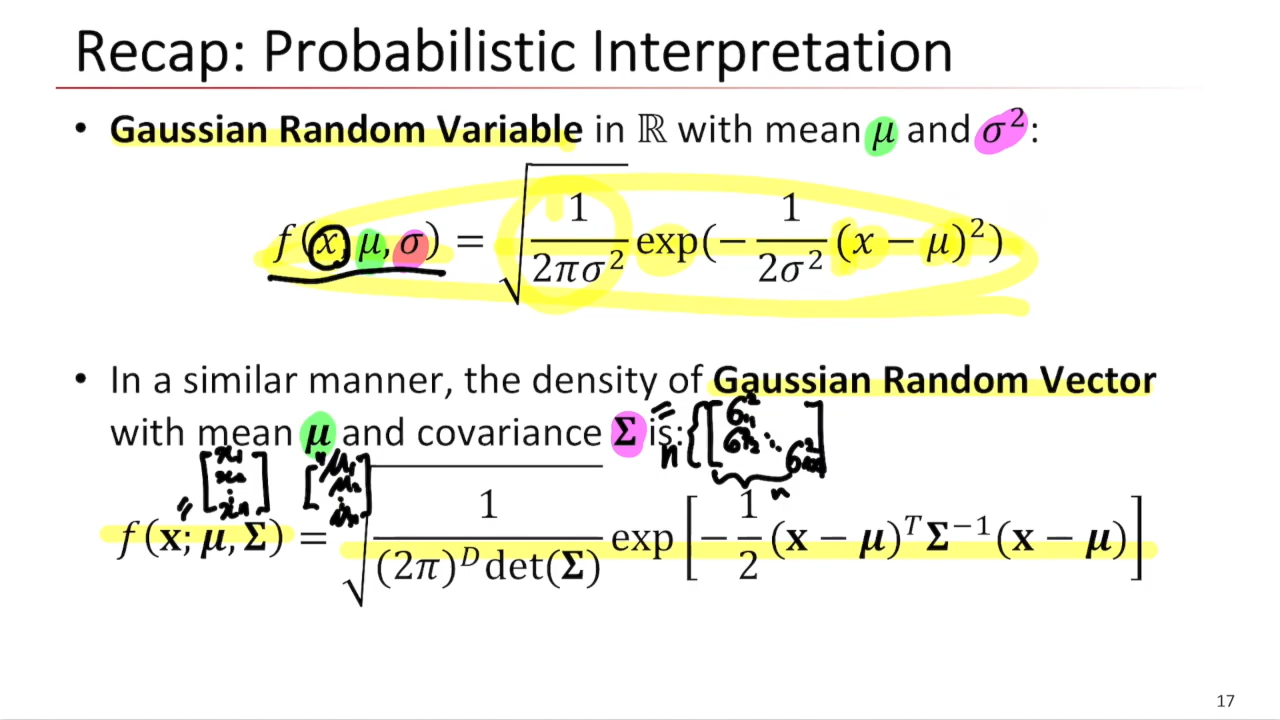 Recap: Probabilistic Interpretation
• Gaussian Random Variable in ℝ with mean μ and σ²:
f(x, μ, σ) = √(1/(2πσ²)) exp(−1/(2σ²) (x − μ)²)
• In a similar manner, the density of Gaussian Random Vector
with mean μ and covariance Σ is:
n
n
f(x; μ, Σ) = √(1/((2π)^D det(Σ))) exp[−1/2 (x − μ)^T Σ^−1 (x − μ)]
17